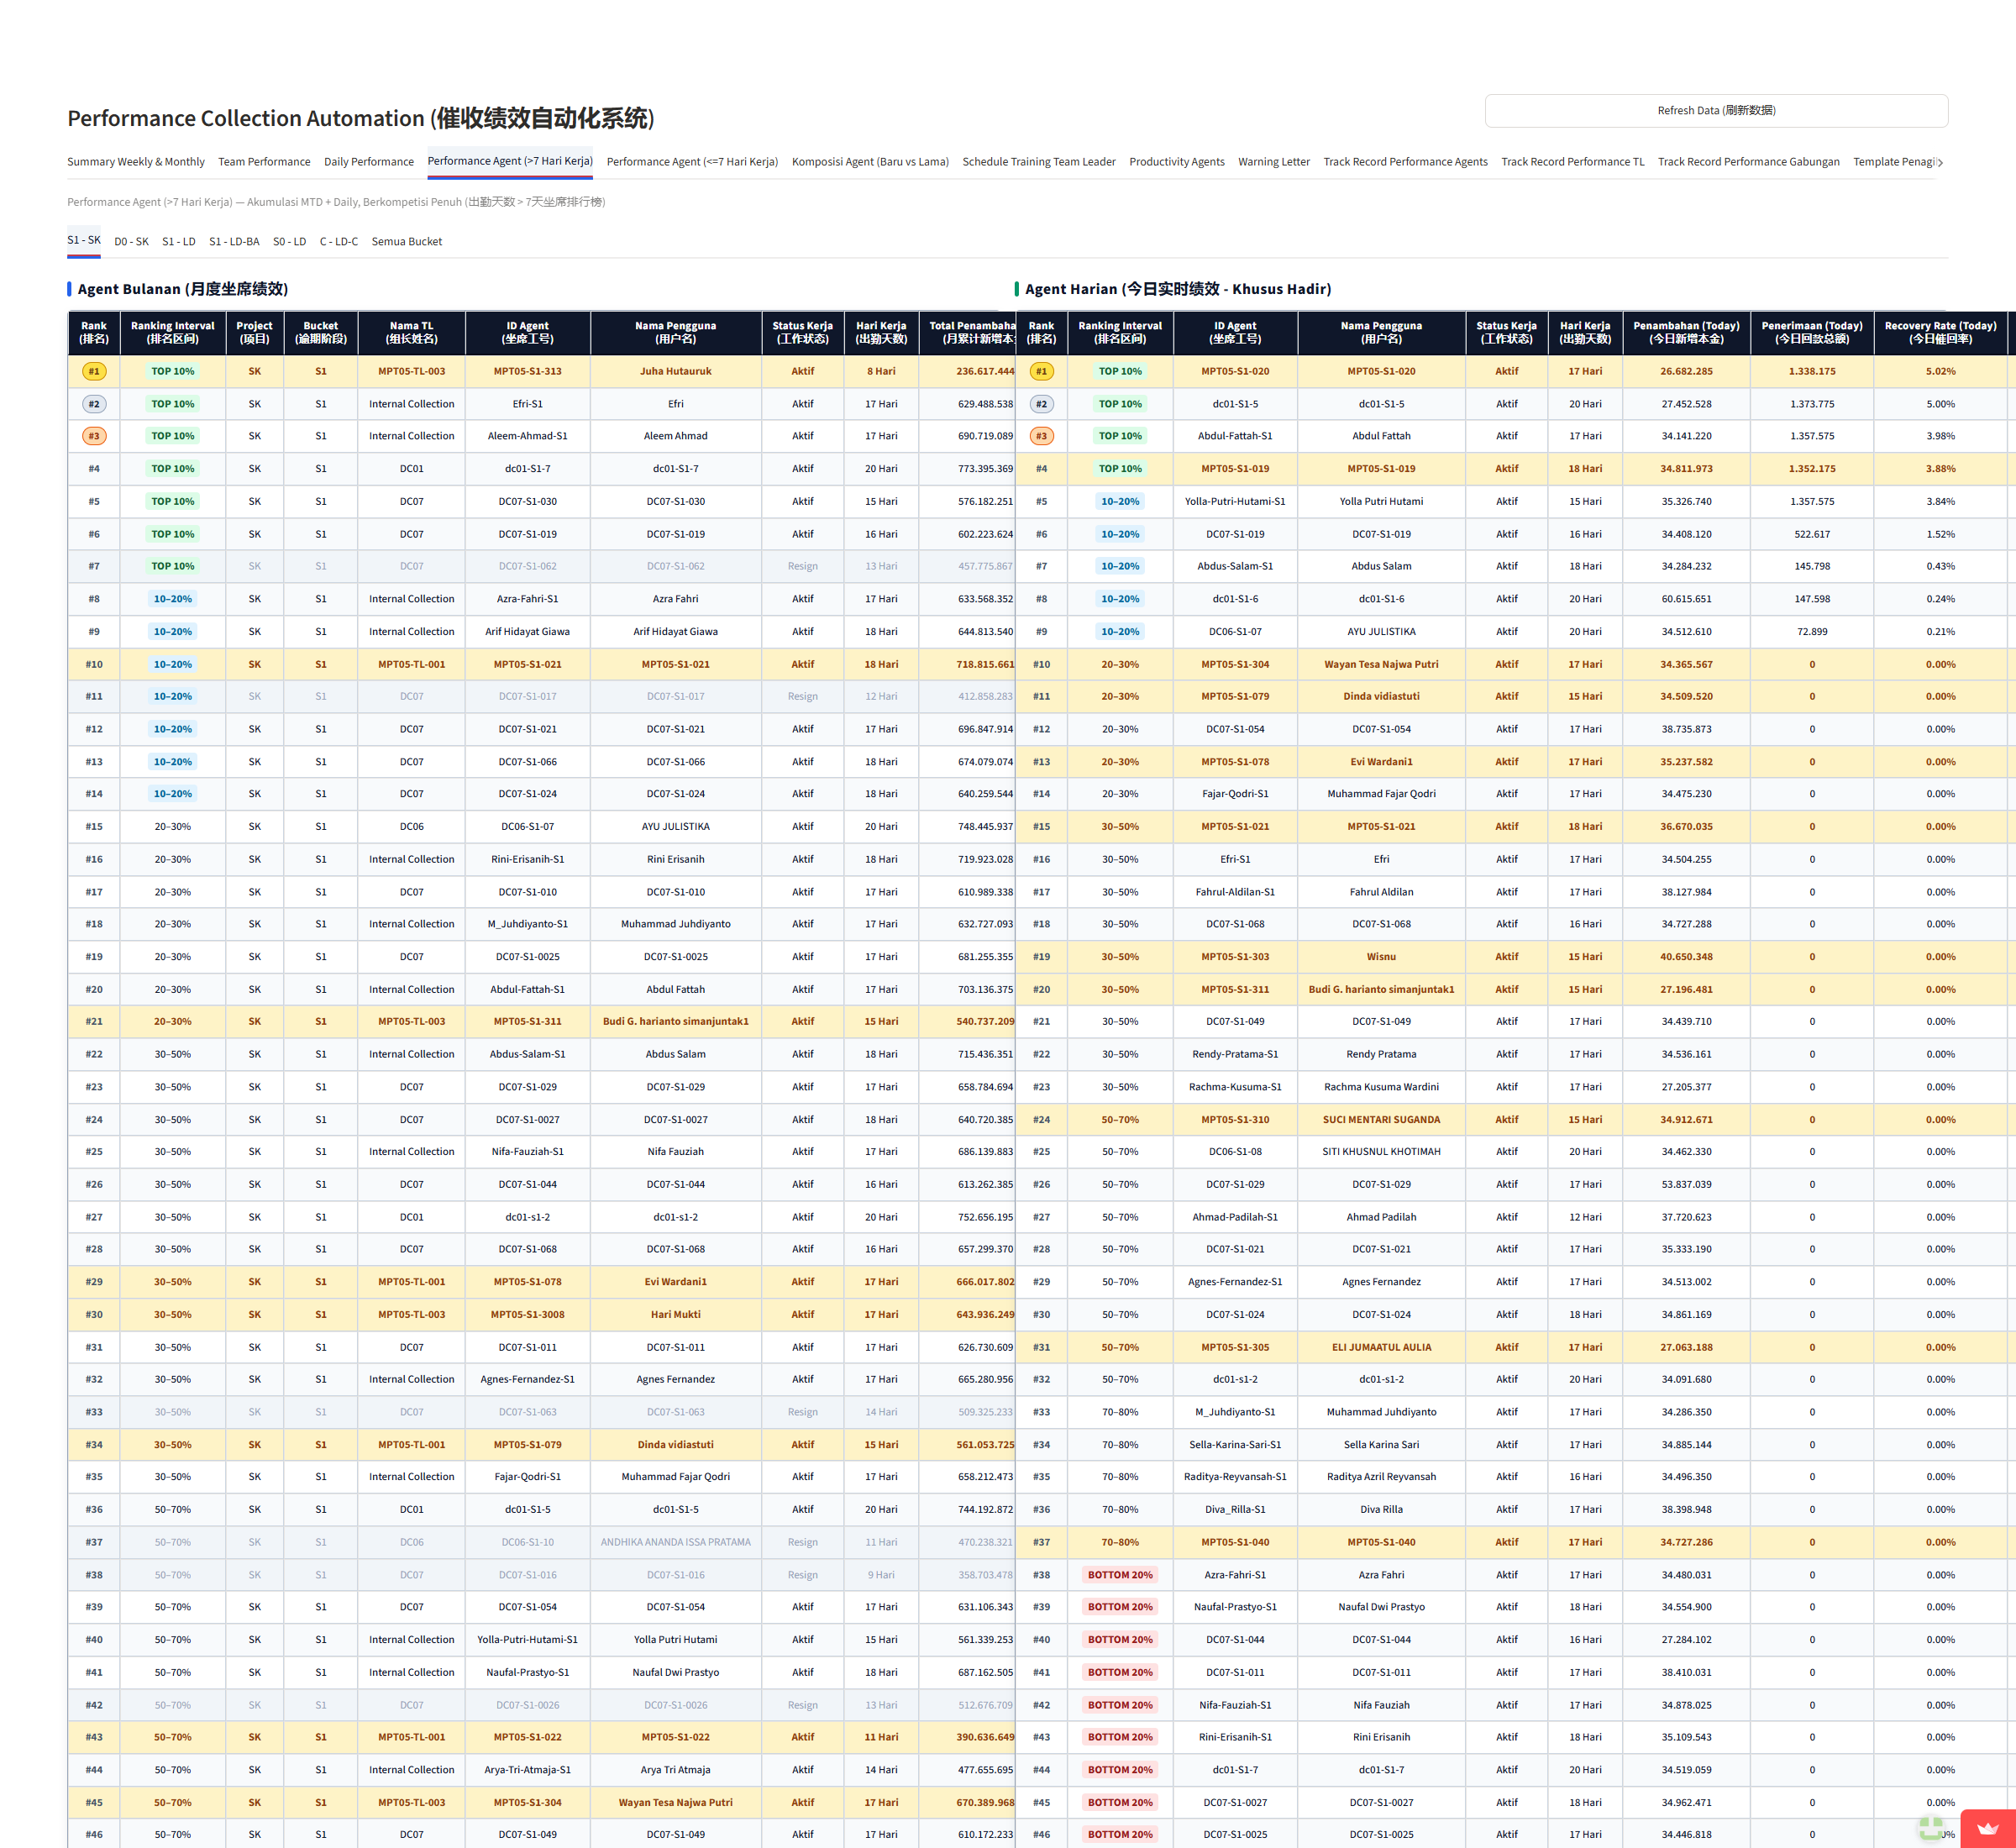 Performance Collection Automation (催收绩效自动化系统)
Refresh Data (刷新数据)
Summary Weekly & Monthly Team Performance Daily Performance Performance Agent (>7 Hari Kerja) Performance Agent (<=7 Hari Kerja) Komposisi Agent (Baru vs Lama) Schedule Training Team Leader Productivity Agents Warning Letter Track Record Performance Agents Track Record Performance TL Track Record Performance Gabungan Template Penagi
Performance Agent (>7 Hari Kerja) — Akumulasi MTD + Daily, Berkompetisi Penuh (出勤天数 > 7天坐席排行榜)
S1 - SK D0 - SK S1 - LD S1 - LD-BA S0 - LD C - LD-C Semua Bucket
Agent Bulanan (月度坐席绩效)
Rank Ranking Interval Project Bucket Nama TL ID Agent Nama Pengguna Status Kerja Hari Kerja Total Penambaha
(排名) (排名区间) (项目) (逾期阶段) (组长姓名) (坐席工号) (用户名) (工作状态) (出勤天数) (月累计新增本
#1 TOP 10% SK S1 MPT05-TL-003 MPT05-S1-313 Juha Hutauruk Aktif 8 Hari 236.617.444
#2 TOP 10% SK S1 Internal Collection Efri-S1 Efri Aktif 17 Hari 629.488.538
#3 TOP 10% SK S1 Internal Collection Aleem-Ahmad-S1 Aleem Ahmad Aktif 17 Hari 690.719.089
#4 TOP 10% SK S1 DC01 dc01-S1-7 dc01-S1-7 Aktif 20 Hari 773.395.369
#5 TOP 10% SK S1 DC07 DC07-S1-030 DC07-S1-030 Aktif 15 Hari 576.182.251
#6 TOP 10% SK S1 DC07 DC07-S1-019 DC07-S1-019 Aktif 16 Hari 602.223.624
#7 TOP 10% SK S1 DC07 DC07-S1-062 DC07-S1-062 Resign 13 Hari 457.775.867
#8 10–20% SK S1 Internal Collection Azra-Fahri-S1 Azra Fahri Aktif 17 Hari 633.568.352
#9 10–20% SK S1 Internal Collection Arif Hidayat Giawa Arif Hidayat Giawa Aktif 18 Hari 644.813.540
#10 10–20% SK S1 MPT05-TL-001 MPT05-S1-021 MPT05-S1-021 Aktif 18 Hari 718.815.661
#11 10–20% SK S1 DC07 DC07-S1-017 DC07-S1-017 Resign 12 Hari 412.858.283
#12 10–20% SK S1 DC07 DC07-S1-021 DC07-S1-021 Aktif 17 Hari 696.847.914
#13 10–20% SK S1 DC07 DC07-S1-066 DC07-S1-066 Aktif 18 Hari 674.079.074
#14 10–20% SK S1 DC07 DC07-S1-024 DC07-S1-024 Aktif 18 Hari 640.259.544
#15 20–30% SK S1 DC06 DC06-S1-07 AYU JULISTIKA Aktif 20 Hari 748.445.937
#16 20–30% SK S1 Internal Collection Rini-Erisanih-S1 Rini Erisanih Aktif 18 Hari 719.923.028
#17 20–30% SK S1 DC07 DC07-S1-010 DC07-S1-010 Aktif 17 Hari 610.989.338
#18 20–30% SK S1 Internal Collection M_Juhdiyanto-S1 Muhammad Juhdiyanto Aktif 17 Hari 632.727.093
#19 20–30% SK S1 DC07 DC07-S1-0025 DC07-S1-0025 Aktif 17 Hari 681.255.355
#20 20–30% SK S1 Internal Collection Abdul-Fattah-S1 Abdul Fattah Aktif 17 Hari 703.136.375
#21 20–30% SK S1 MPT05-TL-003 MPT05-S1-311 Budi G. harianto simanjuntak1 Aktif 15 Hari 540.737.209
#22 30–50% SK S1 Internal Collection Abdus-Salam-S1 Abdus Salam Aktif 18 Hari 715.436.351
#23 30–50% SK S1 DC07 DC07-S1-029 DC07-S1-029 Aktif 17 Hari 658.784.694
#24 30–50% SK S1 DC07 DC07-S1-0027 DC07-S1-0027 Aktif 18 Hari 640.720.385
#25 30–50% SK S1 Internal Collection Nifa-Fauziah-S1 Nifa Fauziah Aktif 17 Hari 686.139.883
#26 30–50% SK S1 DC07 DC07-S1-044 DC07-S1-044 Aktif 16 Hari 613.262.385
#27 30–50% SK S1 DC01 dc01-s1-2 dc01-s1-2 Aktif 20 Hari 752.656.195
#28 30–50% SK S1 DC07 DC07-S1-068 DC07-S1-068 Aktif 16 Hari 657.299.370
#29 30–50% SK S1 MPT05-TL-001 MPT05-S1-078 Evi Wardani1 Aktif 17 Hari 666.017.802
#30 30–50% SK S1 MPT05-TL-003 MPT05-S1-3008 Hari Mukti Aktif 17 Hari 643.936.249
#31 30–50% SK S1 DC07 DC07-S1-011 DC07-S1-011 Aktif 17 Hari 626.730.609
#32 30–50% SK S1 Internal Collection Agnes-Fernandez-S1 Agnes Fernandez Aktif 17 Hari 665.280.956
#33 30–50% SK S1 DC07 DC07-S1-063 DC07-S1-063 Resign 14 Hari 509.325.233
#34 30–50% SK S1 MPT05-TL-001 MPT05-S1-079 Dinda vidiastuti Aktif 15 Hari 561.053.725
#35 30–50% SK S1 Internal Collection Fajar-Qodri-S1 Muhammad Fajar Qodri Aktif 17 Hari 658.212.473
#36 50–70% SK S1 DC01 dc01-s1-5 dc01-s1-5 Aktif 20 Hari 744.192.872
#37 50–70% SK S1 DC06 DC06-S1-10 ANDHIKA ANANDA ISSA PRATAMA Resign 11 Hari 470.238.321
#38 50–70% SK S1 DC07 DC07-S1-016 DC07-S1-016 Resign 9 Hari 358.703.478
#39 50–70% SK S1 DC07 DC07-S1-054 DC07-S1-054 Aktif 17 Hari 631.106.343
#40 50–70% SK S1 Internal Collection Yolla-Putri-Hutami-S1 Yolla Putri Hutami Aktif 15 Hari 561.339.253
#41 50–70% SK S1 Internal Collection Naufal-Prastyo-S1 Naufal Dwi Prastyo Aktif 18 Hari 687.162.505
#42 50–70% SK S1 DC07 DC07-S1-0026 DC07-S1-0026 Resign 13 Hari 512.676.709
#43 50–70% SK S1 MPT05-TL-001 MPT05-S1-022 MPT05-S1-022 Aktif 11 Hari 390.636.649
#44 50–70% SK S1 Internal Collection Arya-Tri-Atmaja-S1 Arya Tri Atmaja Aktif 14 Hari 477.655.695
#45 50–70% SK S1 MPT05-TL-003 MPT05-S1-304 Wayan Tesa Najwa Putri Aktif 17 Hari 670.389.968
#46 50–70% SK S1 DC07 DC07-S1-049 DC07-S1-049 Aktif 17 Hari 610.172.233
Agent Harian (今日实时绩效 - Khusus Hadir)
Rank Ranking Interval ID Agent Nama Pengguna Status Kerja Hari Kerja Penambahan (Today) Penerimaan (Today) Recovery Rate (Today)
(排名) (排名区间) (坐席工号) (用户名) (工作状态) (出勤天数) (今日新增本金) (今日回款总额) (今日催回率)
#1 TOP 10% MPT05-S1-020 MPT05-S1-020 Aktif 17 Hari 26.682.285 1.338.175 5.02%
#2 TOP 10% dc01-S1-5 dc01-S1-5 Aktif 20 Hari 27.452.528 1.373.775 5.00%
#3 TOP 10% Abdul-Fattah-S1 Abdul Fattah Aktif 17 Hari 34.141.220 1.357.575 3.98%
#4 TOP 10% MPT05-S1-019 MPT05-S1-019 Aktif 18 Hari 34.811.973 1.352.175 3.88%
#5 10–20% Yolla-Putri-Hutami-S1 Yolla Putri Hutami Aktif 15 Hari 35.326.740 1.357.575 3.84%
#6 10–20% DC07-S1-019 DC07-S1-019 Aktif 16 Hari 34.408.120 522.617 1.52%
#7 10–20% Abdus-Salam-S1 Abdus Salam Aktif 18 Hari 34.284.232 145.798 0.43%
#8 10–20% dc01-S1-6 dc01-S1-6 Aktif 20 Hari 60.615.651 147.598 0.24%
#9 10–20% DC06-S1-07 AYU JULISTIKA Aktif 20 Hari 34.512.610 72.899 0.21%
#10 20–30% MPT05-S1-304 Wayan Tesa Najwa Putri Aktif 17 Hari 34.365.567 0 0.00%
#11 20–30% MPT05-S1-079 Dinda vidiastuti Aktif 15 Hari 34.509.520 0 0.00%
#12 20–30% DC07-S1-054 DC07-S1-054 Aktif 17 Hari 38.735.873 0 0.00%
#13 20–30% MPT05-S1-078 Evi Wardani1 Aktif 17 Hari 35.237.582 0 0.00%
#14 20–30% Fajar-Qodri-S1 Muhammad Fajar Qodri Aktif 17 Hari 34.475.230 0 0.00%
#15 30–50% MPT05-S1-021 MPT05-S1-021 Aktif 18 Hari 36.670.035 0 0.00%
#16 30–50% Efri-S1 Efri Aktif 17 Hari 34.504.255 0 0.00%
#17 30–50% Fahrul-Aldilan-S1 Fahrul Aldilan Aktif 17 Hari 38.127.984 0 0.00%
#18 30–50% DC07-S1-068 DC07-S1-068 Aktif 16 Hari 34.727.288 0 0.00%
#19 30–50% MPT05-S1-303 Wisnu Aktif 15 Hari 40.650.348 0 0.00%
#20 30–50% MPT05-S1-311 Budi G. harianto simanjuntak1 Aktif 15 Hari 27.196.481 0 0.00%
#21 30–50% DC07-S1-049 DC07-S1-049 Aktif 17 Hari 34.439.710 0 0.00%
#22 30–50% Rendy-Pratama-S1 Rendy Pratama Aktif 17 Hari 34.536.161 0 0.00%
#23 30–50% Rachma-Kusuma-S1 Rachma Kusuma Wardini Aktif 17 Hari 27.205.377 0 0.00%
#24 50–70% MPT05-S1-310 SUCI MENTARI SUGANDA Aktif 15 Hari 34.912.671 0 0.00%
#25 50–70% DC06-S1-08 SITI KHUSNUL KHOTIMAH Aktif 20 Hari 34.462.330 0 0.00%
#26 50–70% DC07-S1-029 DC07-S1-029 Aktif 17 Hari 53.837.039 0 0.00%
#27 50–70% Ahmad-Padilah-S1 Ahmad Padilah Aktif 12 Hari 37.720.623 0 0.00%
#28 50–70% DC07-S1-021 DC07-S1-021 Aktif 17 Hari 35.333.190 0 0.00%
#29 50–70% Agnes-Fernandez-S1 Agnes Fernandez Aktif 17 Hari 34.513.002 0 0.00%
#30 50–70% DC07-S1-024 DC07-S1-024 Aktif 18 Hari 34.861.169 0 0.00%
#31 50–70% MPT05-S1-305 ELI JUMAATUL AULIA Aktif 17 Hari 27.063.188 0 0.00%
#32 50–70% dc01-s1-2 dc01-s1-2 Aktif 20 Hari 34.091.680 0 0.00%
#33 70–80% M_Juhdiyanto-S1 Muhammad Juhdiyanto Aktif 17 Hari 34.286.350 0 0.00%
#34 70–80% Sella-Karina-Sari-S1 Sella Karina Sari Aktif 17 Hari 34.885.144 0 0.00%
#35 70–80% Raditya-Reyvansah-S1 Raditya Azril Reyvansah Aktif 16 Hari 34.496.350 0 0.00%
#36 70–80% Diva_Rilla-S1 Diva Rilla Aktif 17 Hari 38.398.948 0 0.00%
#37 70–80% MPT05-S1-040 MPT05-S1-040 Aktif 17 Hari 34.727.286 0 0.00%
#38 BOTTOM 20% Azra-Fahri-S1 Azra Fahri Aktif 17 Hari 34.480.031 0 0.00%
#39 BOTTOM 20% Naufal-Prastyo-S1 Naufal Dwi Prastyo Aktif 18 Hari 34.554.900 0 0.00%
#40 BOTTOM 20% DC07-S1-044 DC07-S1-044 Aktif 16 Hari 27.284.102 0 0.00%
#41 BOTTOM 20% DC07-S1-011 DC07-S1-011 Aktif 17 Hari 38.410.031 0 0.00%
#42 BOTTOM 20% Nifa-Fauziah-S1 Nifa Fauziah Aktif 17 Hari 34.878.025 0 0.00%
#43 BOTTOM 20% Rini-Erisanih-S1 Rini Erisanih Aktif 18 Hari 35.109.543 0 0.00%
#44 BOTTOM 20% dc01-S1-7 dc01-S1-7 Aktif 20 Hari 34.519.059 0 0.00%
#45 BOTTOM 20% DC07-S1-0027 DC07-S1-0027 Aktif 18 Hari 34.962.471 0 0.00%
#46 BOTTOM 20% DC07-S1-0025 DC07-S1-0025 Aktif 17 Hari 34.446.818 0